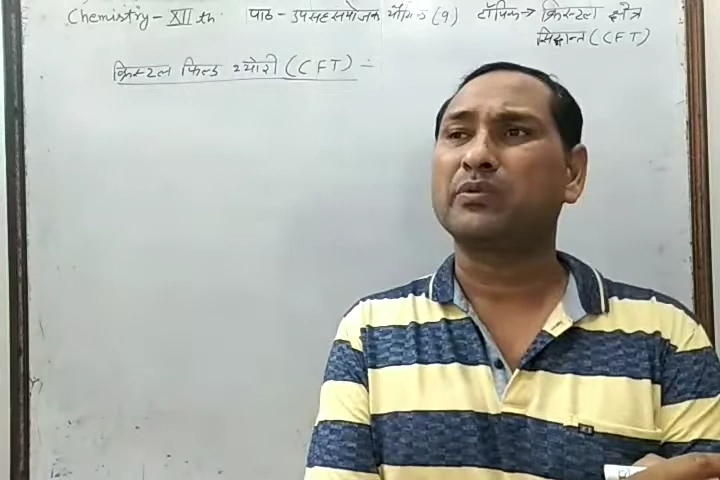 Chemistry - XII th पाठ - उपसहसंयोजक यौगिक (9) टॉपिक → क्रिस्टल क्षेत्र
सिद्धान्त (CFT)
क्रिस्टल फिल्ड थ्योरी (CFT) :-